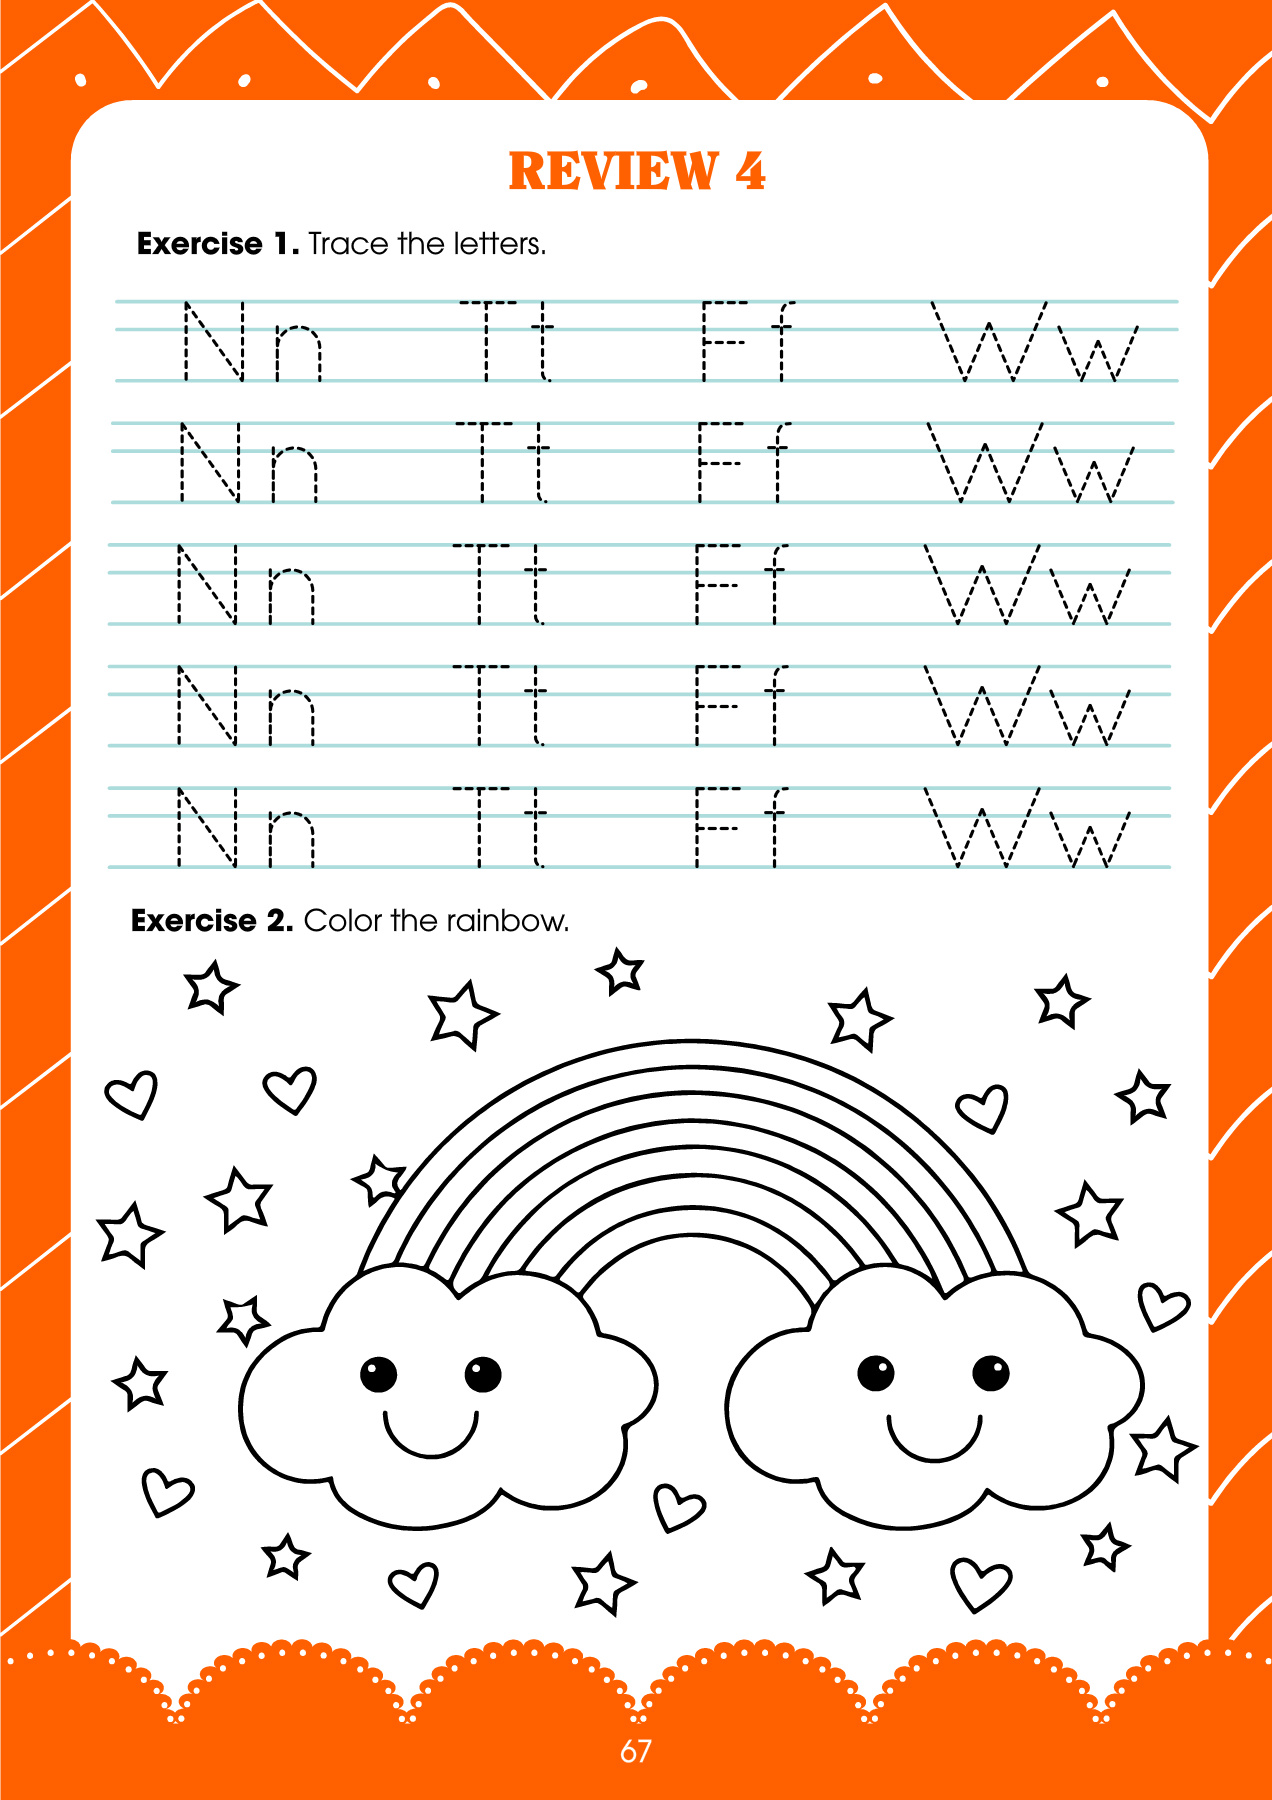 REVIEW 4
Exercise 1. Trace the letters.
Nn Tt Ff Ww
Nn Tt Ff Ww
Nn Tt Ff Ww
Nn Tt Ff Ww
Nn Tt Ff Ww
Exercise 2. Color the rainbow.
67